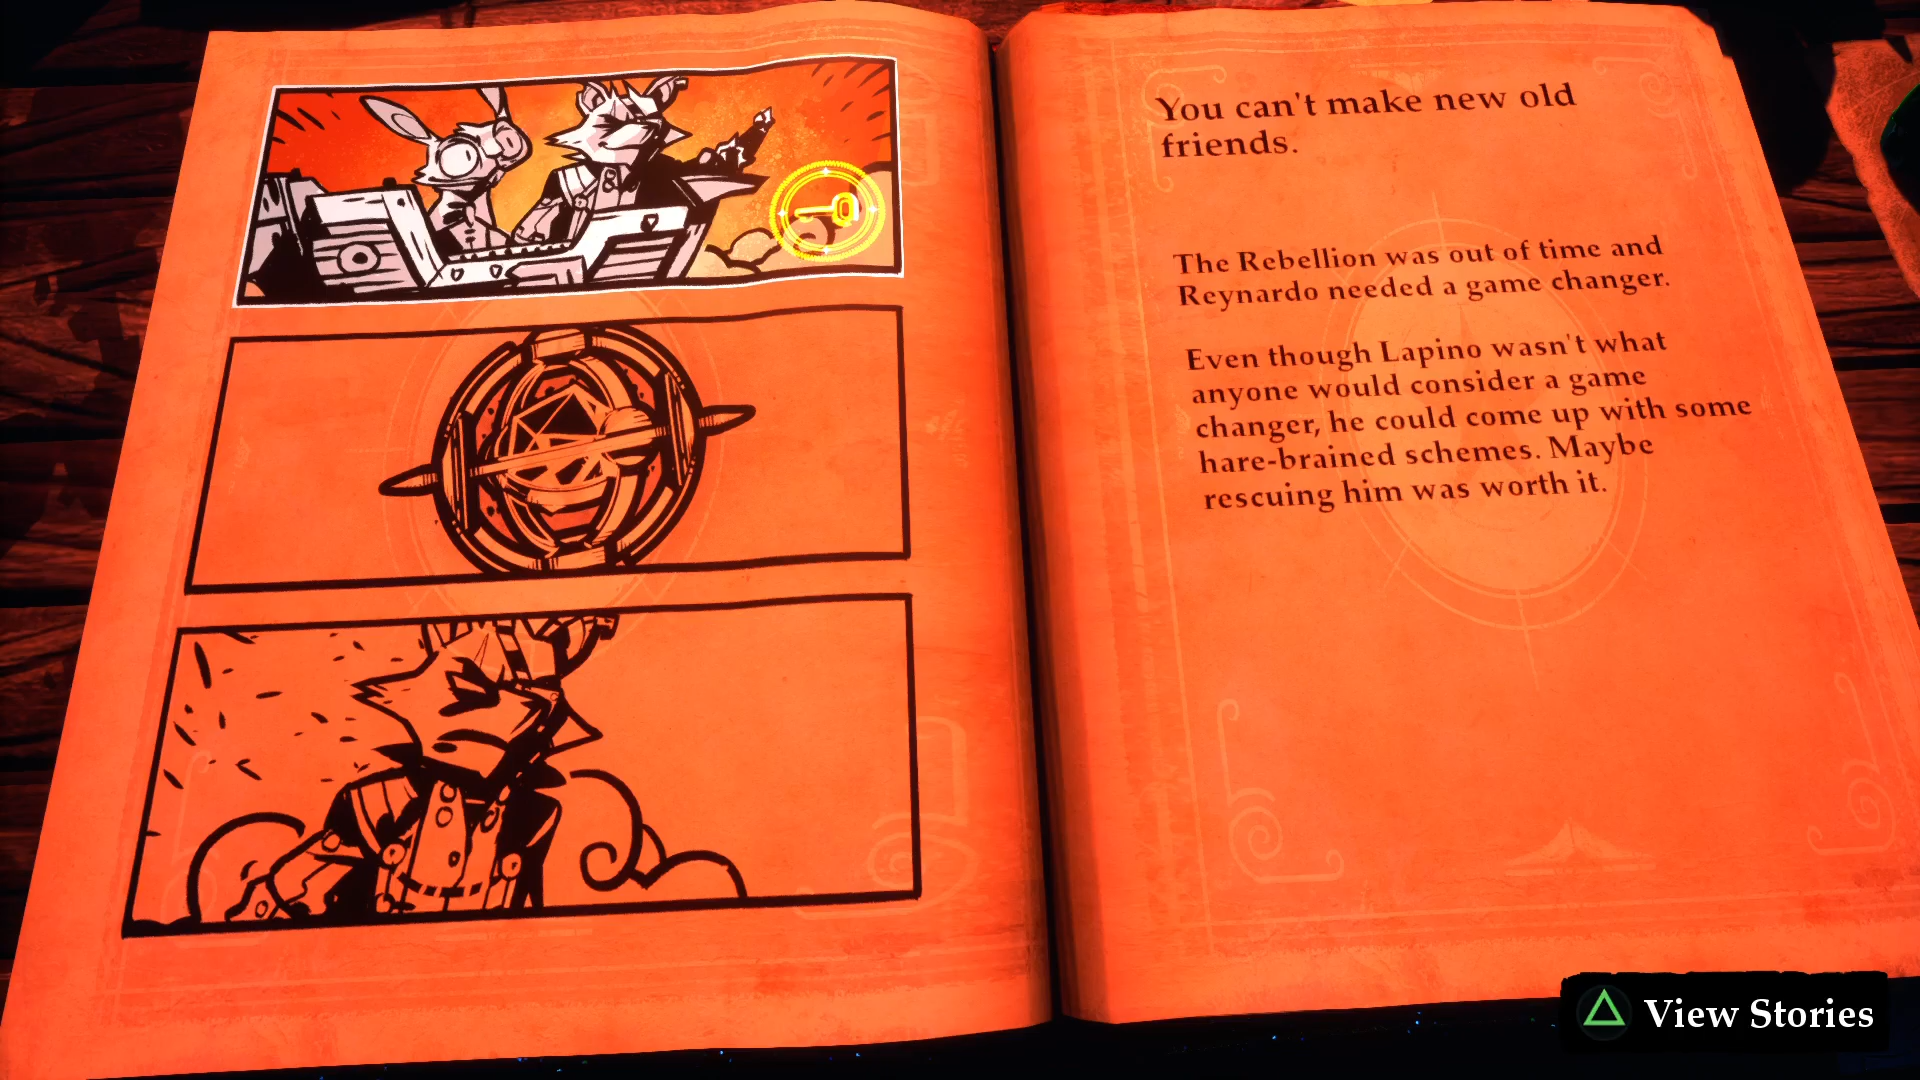 You can't make new old
friends.
The Rebellion was out of time and
Reynardo needed a game changer.
Even though Lapino wasn't what
anyone would consider a game
changer, he could come up with some
hare-brained schemes. Maybe
rescuing him was worth it.
View Stories